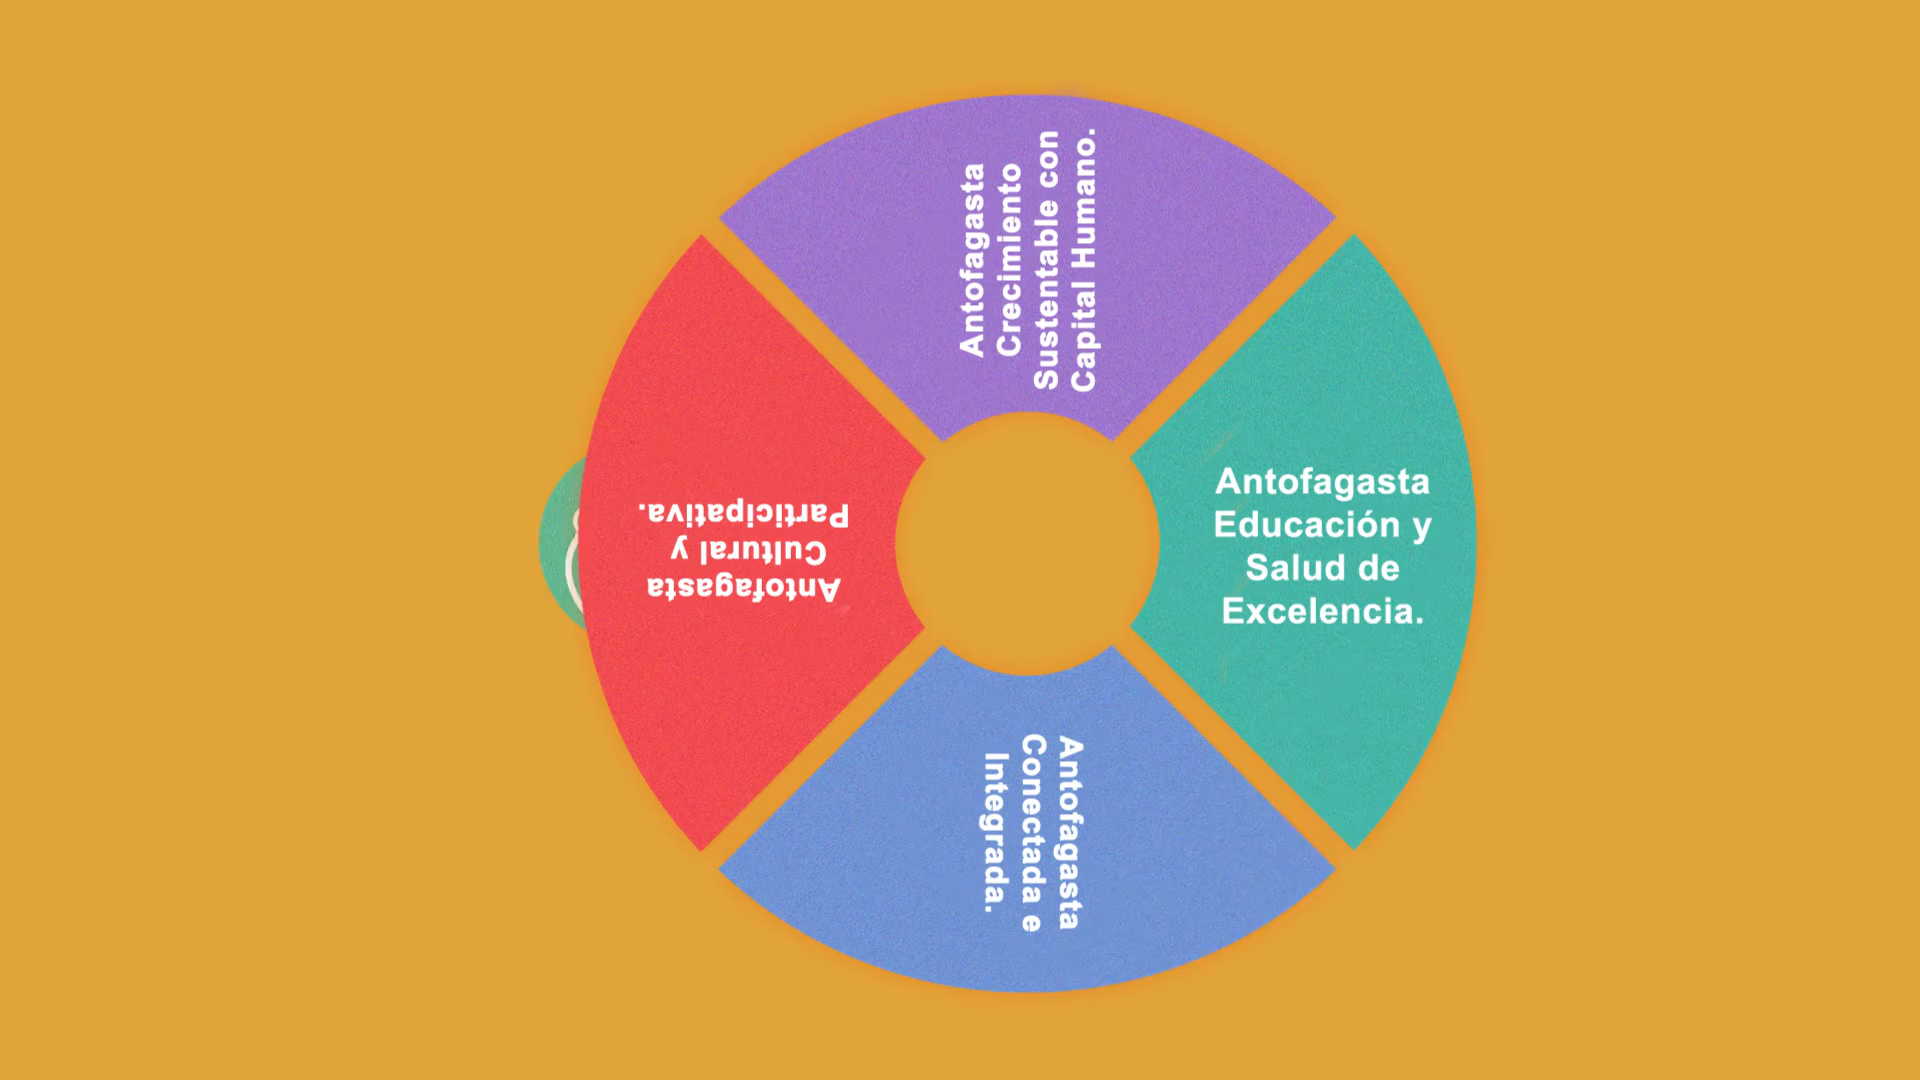 Antofagasta
Crecimiento
Sustentable con
Capital Humano.
Antofagasta
Educación y
Salud de
Excelencia.
Antofagasta
Conectada e
Integrada.
Antofagasta
Cultural y
Participativa.